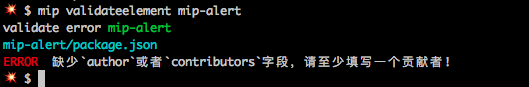 💥 $ mip validateelement mip-alert
validate error mip-alert
mip-alert/package.json
ERROR 缺少`author`或者`contributors`字段，请至少填写一个贡献者！
💥 $